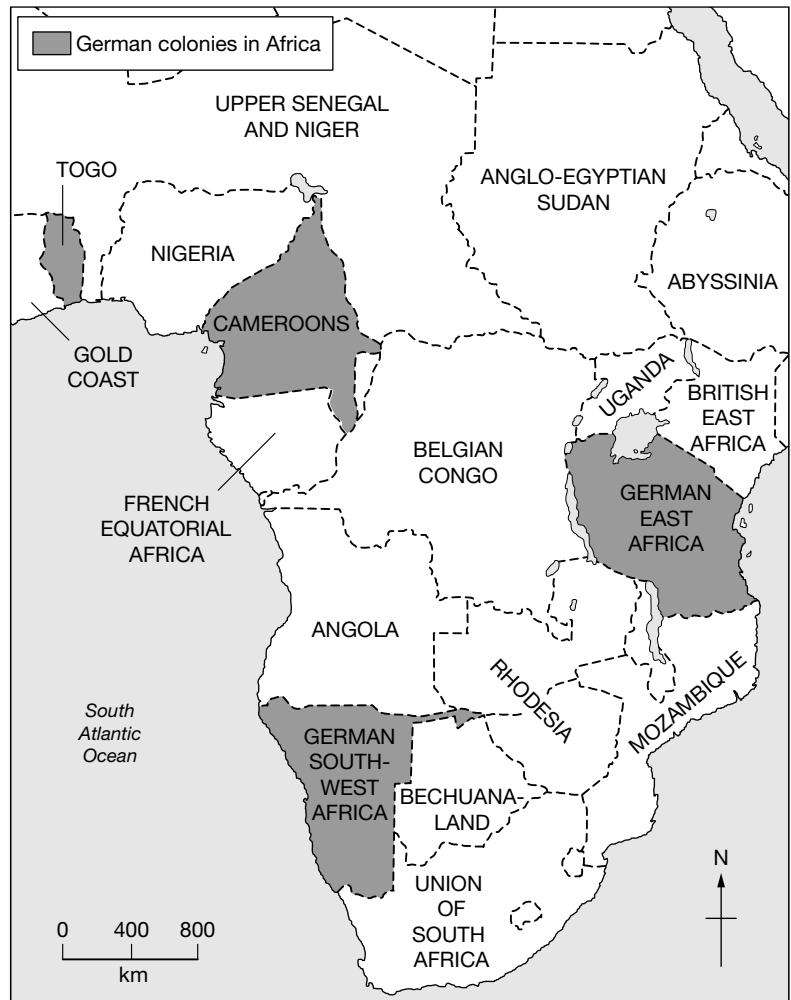 German colonies in Africa
UPPER SENEGAL
AND NIGER
TOGO
ANGLO-EGYPTIAN
SUDAN
NIGERIA
ABYSSINIA
CAMEROONS
GOLD
COAST
UGANDA
BRITISH
EAST
AFRICA
BELGIAN
CONGO
GERMAN
EAST
AFRICA
FRENCH
EQUATORIAL
AFRICA
ANGOLA
RHODESIA
MOZAMBIQUE
South
Atlantic
Ocean
GERMAN
SOUTH-
WEST
AFRICA
BECHUANA-
LAND
UNION
OF
SOUTH
AFRICA
N
0 400 800
km